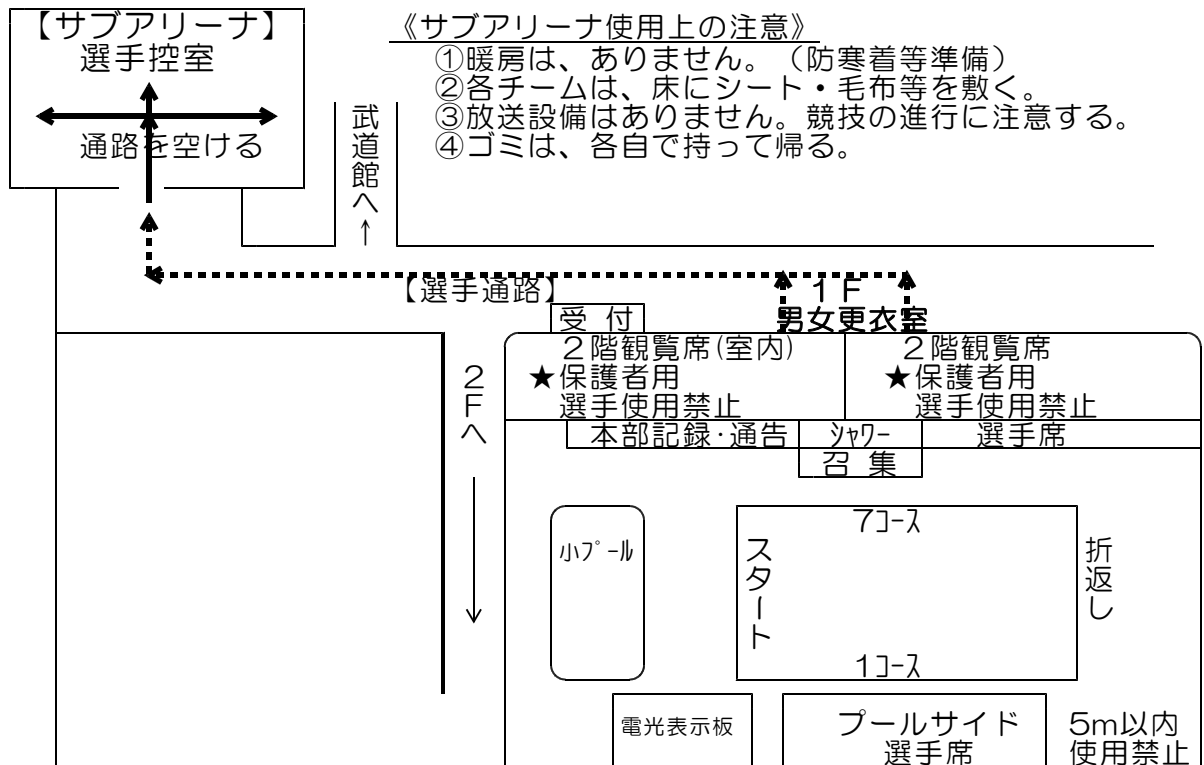 【サブアリーナ】
選手控室
通路を空ける
《サブアリーナ使用上の注意》
①暖房は、ありません。（防寒着等準備）
②各チームは、床にシート・毛布等を敷く。
③放送設備はありません。競技の進行に注意する。
④ゴミは、各自で持って帰る。
武道館へ↑
【選手通路】
１Ｆ
男女更衣室
受 付
２階観覧席(室内)
★保護者用
選手使用禁止
２階観覧席
★保護者用
選手使用禁止
２Ｆへ
本部記録･通告
ｼｬﾜｰ
選手席
召 集
小ﾌﾟｰﾙ
7ｺｰｽ
スタート
折返し
1ｺｰｽ
電光表示板
プールサイド
選手席
5m以内
使用禁止